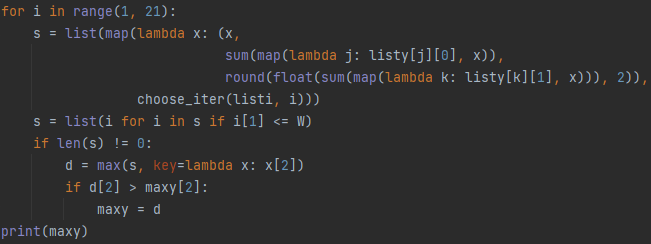 for i in range(1, 21):
    s = list(map(lambda x: (x,
                            sum(map(lambda j: listy[j][0], x)),
                            round(float(sum(map(lambda k: listy[k][1], x))), 2)),
                 choose_iter(listi, i)))
    s = list(i for i in s if i[1] <= W)
    if len(s) != 0:
        d = max(s, key=lambda x: x[2])
        if d[2] > maxy[2]:
            maxy = d
print(maxy)